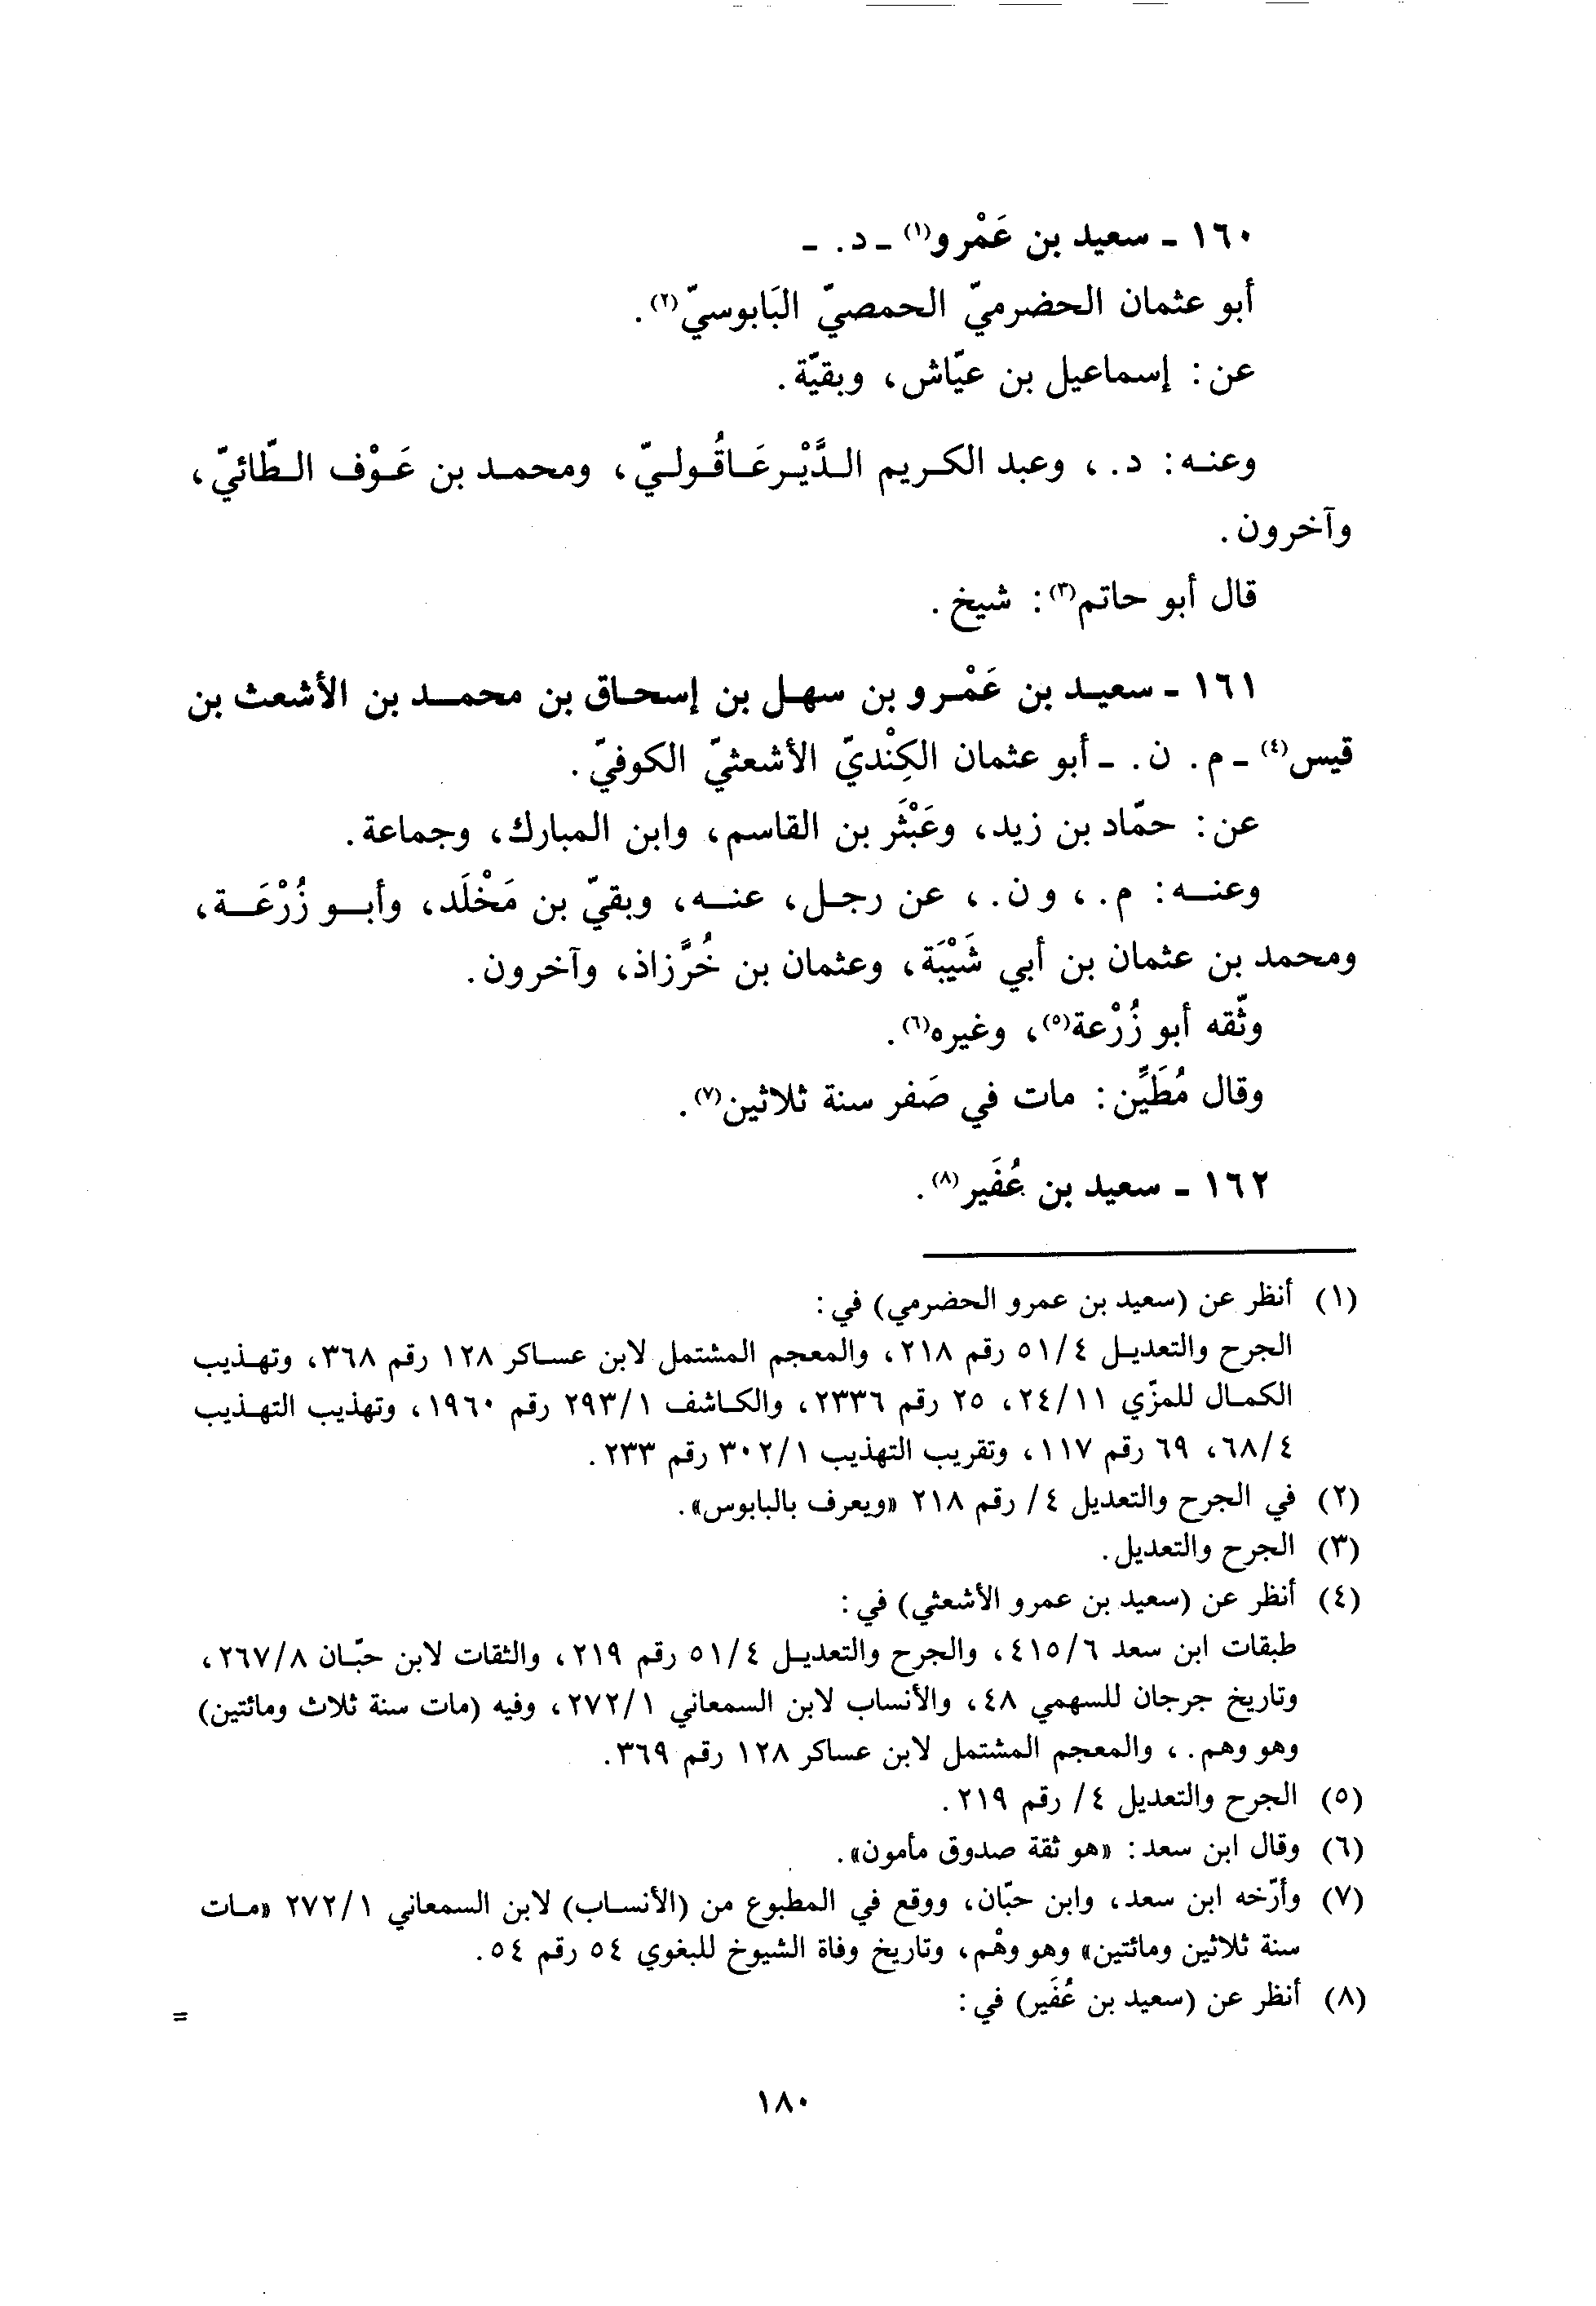 ١٦٠ ـ سعيد بن عَمْرو(١) ـ د. ـ
أبو عثمان الحضرميّ الحمصيّ البَابوسيّ(٢).
عن: إسماعيل بن عيّاش، وبقيّة.
وعنه: د.، وعبد الكريم الدَّيْرعَاقُوليّ، ومحمد بن عَوْف الطّائيّ،
وآخرون.
قال أبو حاتم(٣): شيخ.
١٦١ ـ سعيد بن عَمْرو بن سهل بن إسحاق بن محمد بن الأشعث بن
قيس(٤) ـ م. ن. ـ أبو عثمان الكِنْديّ الأشعثيّ الكوفيّ.
عن: حمّاد بن زيد، وعَبْثَر بن القاسم، وابن المبارك، وجماعة.
وعنه: م.، ون.، عن رجل، عنه، وبقيّ بن مَخْلَد، وأبو زُرْعَة،
ومحمد بن عثمان بن أبي شَيْبَة، وعثمان بن خُرَّزاذ، وآخرون.
وثّقه أبو زُرْعة(٥)، وغيره(٦).
وقال مُطَيِّن: مات في صَفر سنة ثلاثين(٧).
١٦٢ ـ سعيد بن عُفَير(٨).
(١) أنظر عن (سعيد بن عمرو الحضرمي) في:
الجرح والتعديل ٥١/٤ رقم ٢١٨، والمعجم المشتمل لابن عساكر ١٢٨ رقم ٣٦٨، وتهذيب
الكمال للمزّي ٢٤/١١، ٢٥ رقم ٢٣٣٦، والكاشف ٢٩٣/١ رقم ١٩٦٠، وتهذيب التهذيب
٦٨/٤، ٦٩ رقم ١١٧، وتقريب التهذيب ٣٠٢/١ رقم ٢٣٣.
(٢) في الجرح والتعديل ٤/ رقم ٢١٨ «ويعرف بالبابوس».
(٣) الجرح والتعديل.
(٤) أنظر عن (سعيد بن عمرو الأشعثي) في:
طبقات ابن سعد ٤١٥/٦، والجرح والتعديل ٥١/٤ رقم ٢١٩، والثقات لابن حبّان ٢٦٧/٨،
وتاريخ جرجان للسهمي ٤٨، والأنساب لابن السمعاني ٢٧٢/١، وفيه (مات سنة ثلاث ومائتين)
وهو وهم.، والمعجم المشتمل لابن عساكر ١٢٨ رقم ٣٦٩.
(٥) الجرح والتعديل ٤/ رقم ٢١٩.
(٦) وقال ابن سعد: «هو ثقة صدوق مأمون».
(٧) وأرّخه ابن سعد، وابن حبّان، ووقع في المطبوع من (الأنساب) لابن السمعاني ٢٧٢/١ «مات
سنة ثلاثين ومائتين» وهو وهْم، وتاريخ وفاة الشيوخ للبغوي ٥٤ رقم ٥٤.
(٨) أنظر عن (سعيد بن عُفَير) في:
=
١٨٠